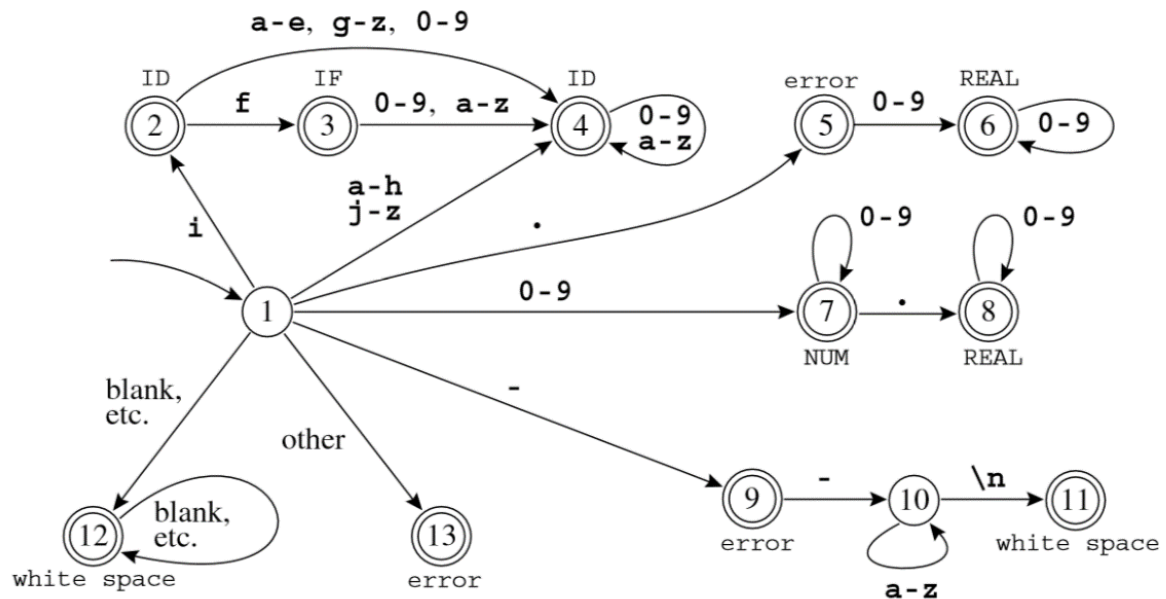 a-e, g-z, 0-9
ID
IF
ID
error
REAL
2
f
3
0-9, a-z
4
0-9
a-z
5
0-9
6
0-9
a-h
j-z
i
.
0-9
0-9
1
0-9
7
.
8
NUM
REAL
blank,
etc.
-
other
9
-
10
\n
11
12
blank,
etc.
13
error
white space
white space
error
a-z